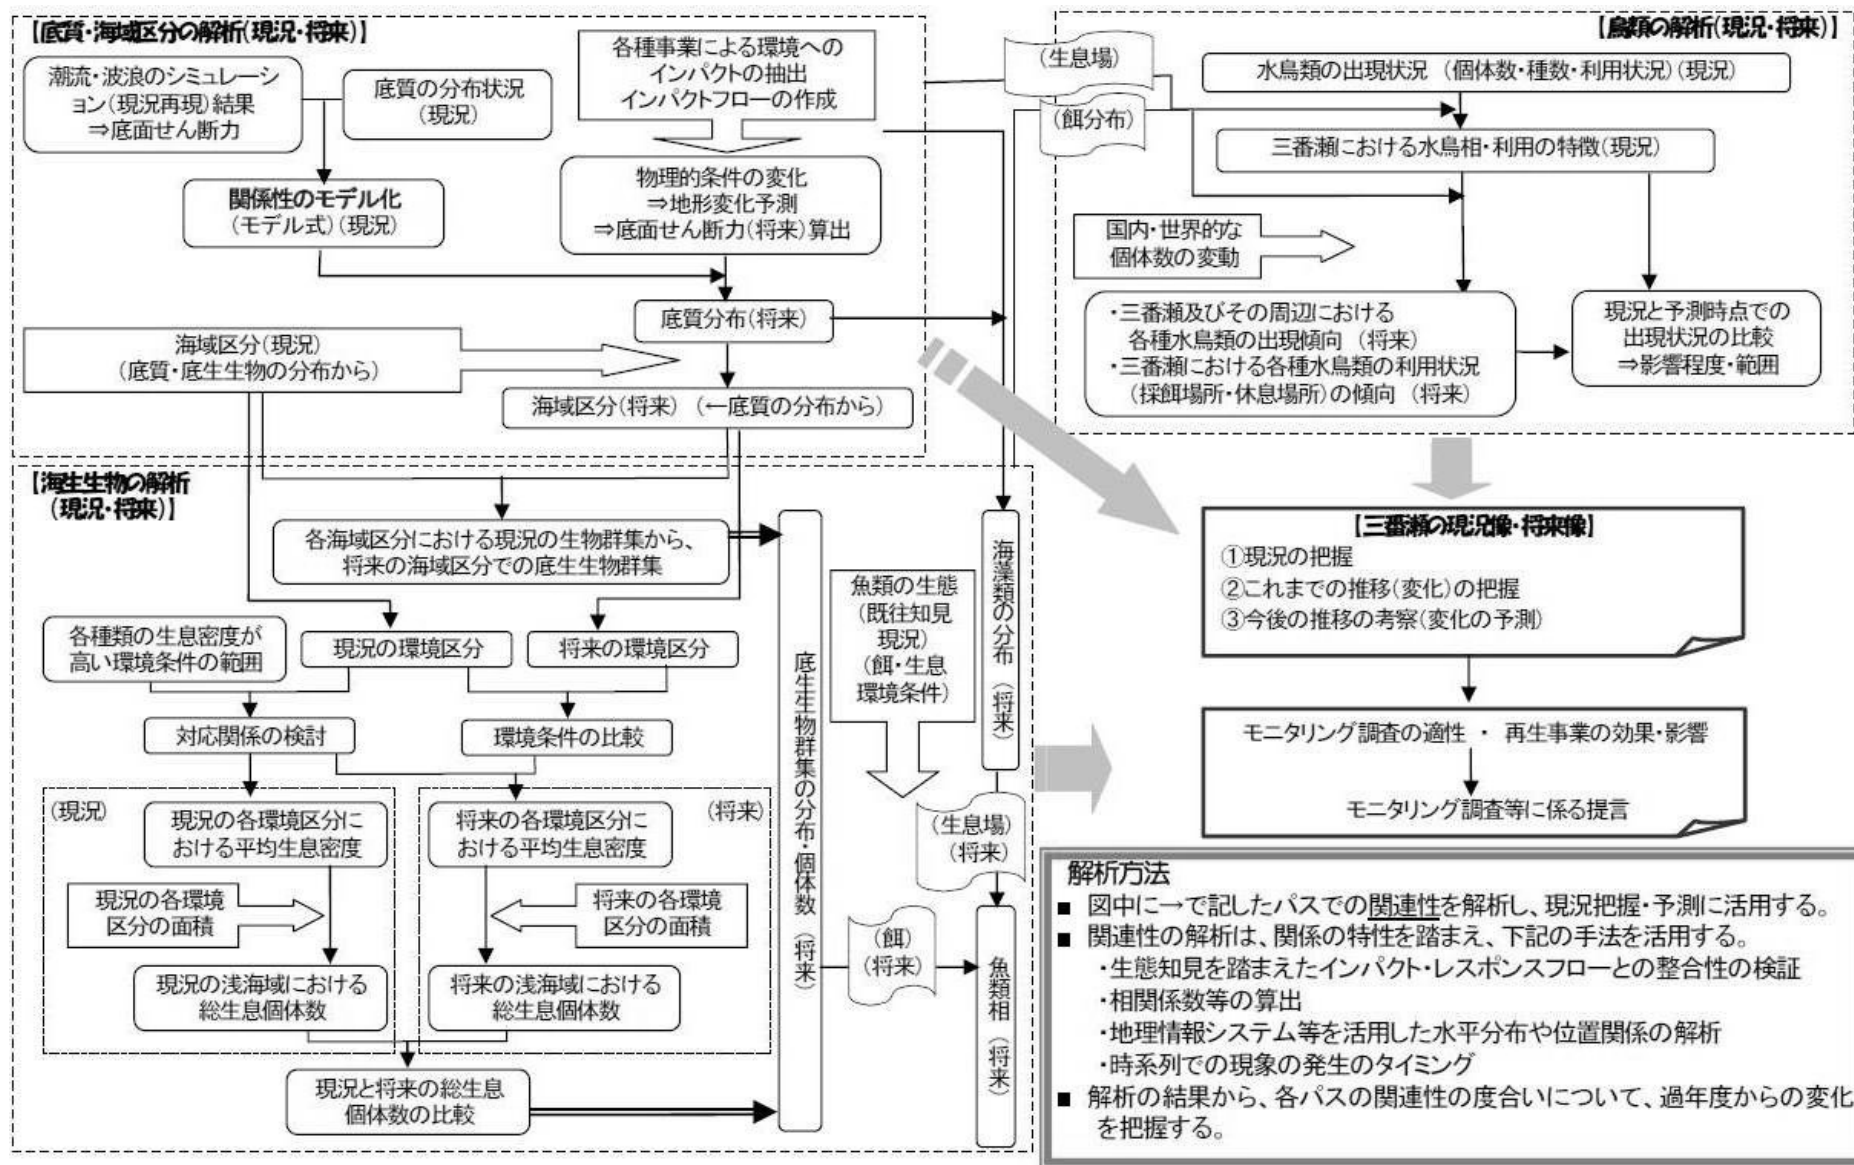 【底質・海域区分の解析(現況・将来)】
潮流・波浪のシミュレーシ
ョン(現況再現)結果
⇒底面せん断力
底質の分布状況
(現況)
各種事業による環境への
インパクトの抽出
インパクトフローの作成
関係性のモデル化
(モデル式)(現況)
物理的条件の変化
⇒地形変化予測
⇒底面せん断力(将来)算出
底質分布(将来)
海域区分(現況)
(底質・底生生物の分布から)
海域区分(将来) (←底質の分布から)
【鳥類の解析(現況・将来)】
(生息場)
(餌分布)
水鳥類の出現状況 (個体数・種数・利用状況)(現況)
三番瀬における水鳥相・利用の特徴(現況)
国内・世界的な
個体数の変動
・三番瀬及びその周辺における
各種水鳥類の出現傾向 (将来)
・三番瀬における各種水鳥類の利用状況
(採餌場所・休息場所)の傾向 (将来)
現況と予測時点での
出現状況の比較
⇒影響程度・範囲
【海生生物の解析
(現況・将来)】
各海域区分における現況の生物群集から、
将来の海域区分での底生生物群集
各種類の生息密度が
高い環境条件の範囲
現況の環境区分
将来の環境区分
対応関係の検討
環境条件の比較
(現況)
現況の各環境区分に
おける平均生息密度
現況の各環境
区分の面積
現況の浅海域における
総生息個体数
(将来)
将来の各環境区分に
おける平均生息密度
将来の各環境
区分の面積
将来の浅海域における
総生息個体数
現況と将来の総生息
個体数の比較
底生生物群集の分布・個体数 (将来)
魚類の生態
(既往知見
現況)
(餌・生息
環境条件)
海藻類の分布 (将来)
(生息場)
(将来)
(餌)
(将来)
魚類相 (将来)
【三番瀬の現況像・将来像】
①現況の把握
②これまでの推移(変化)の把握
③今後の推移の考察(変化の予測)
モニタリング調査の適性 ・ 再生事業の効果・影響
モニタリング調査等に係る提言
解析方法
■ 図中に→で記したパスでの関連性を解析し、現況把握・予測に活用する。
■ 関連性の解析は、関係の特性を踏まえ、下記の手法を活用する。
・生態知見を踏まえたインパクト・レスポンスフローとの整合性の検証
・相関係数等の算出
・地理情報システム等を活用した水平分布や位置関係の解析
・時系列での現象の発生のタイミング
■ 解析の結果から、各パスの関連性の度合いについて、過年度からの変化
を把握する。